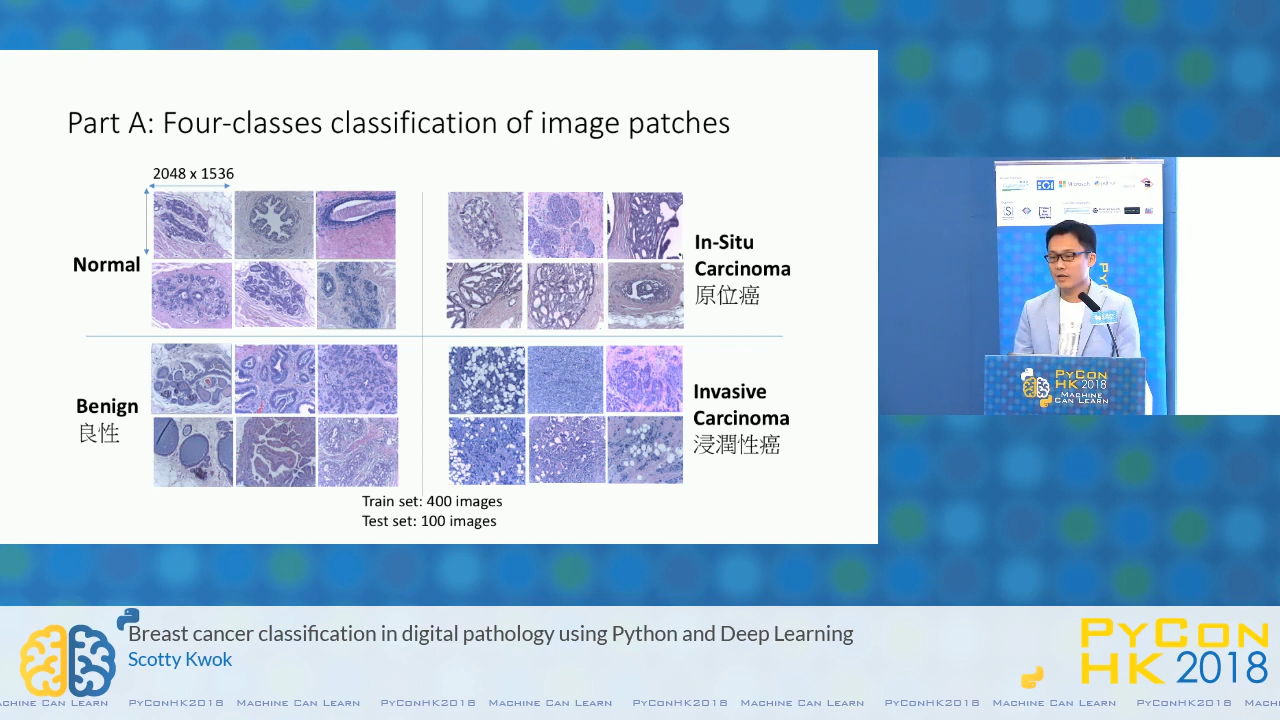 Part A: Four-classes classification of image patches
2048 x 1536
Normal
In-Situ
Carcinoma
原位癌
Benign
良性
Invasive
Carcinoma
浸潤性癌
Train set: 400 images
Test set: 100 images
Microsoft
PYCON
HK 2018
MACHINE
CAN LEARN
Breast cancer classification in digital pathology using Python and Deep Learning
Scotty Kwok
PYCON
HK 2018
ACHINE CAN LEARN PYCONHK2018 MACHINE CAN LEARN PYCONHK2018 MACHINE CAN LEARN PYCONHK2018 MACHINE CAN LEARN PYCONHK2018 MACHINE CAN LEARN PYCONHK2018 MACH